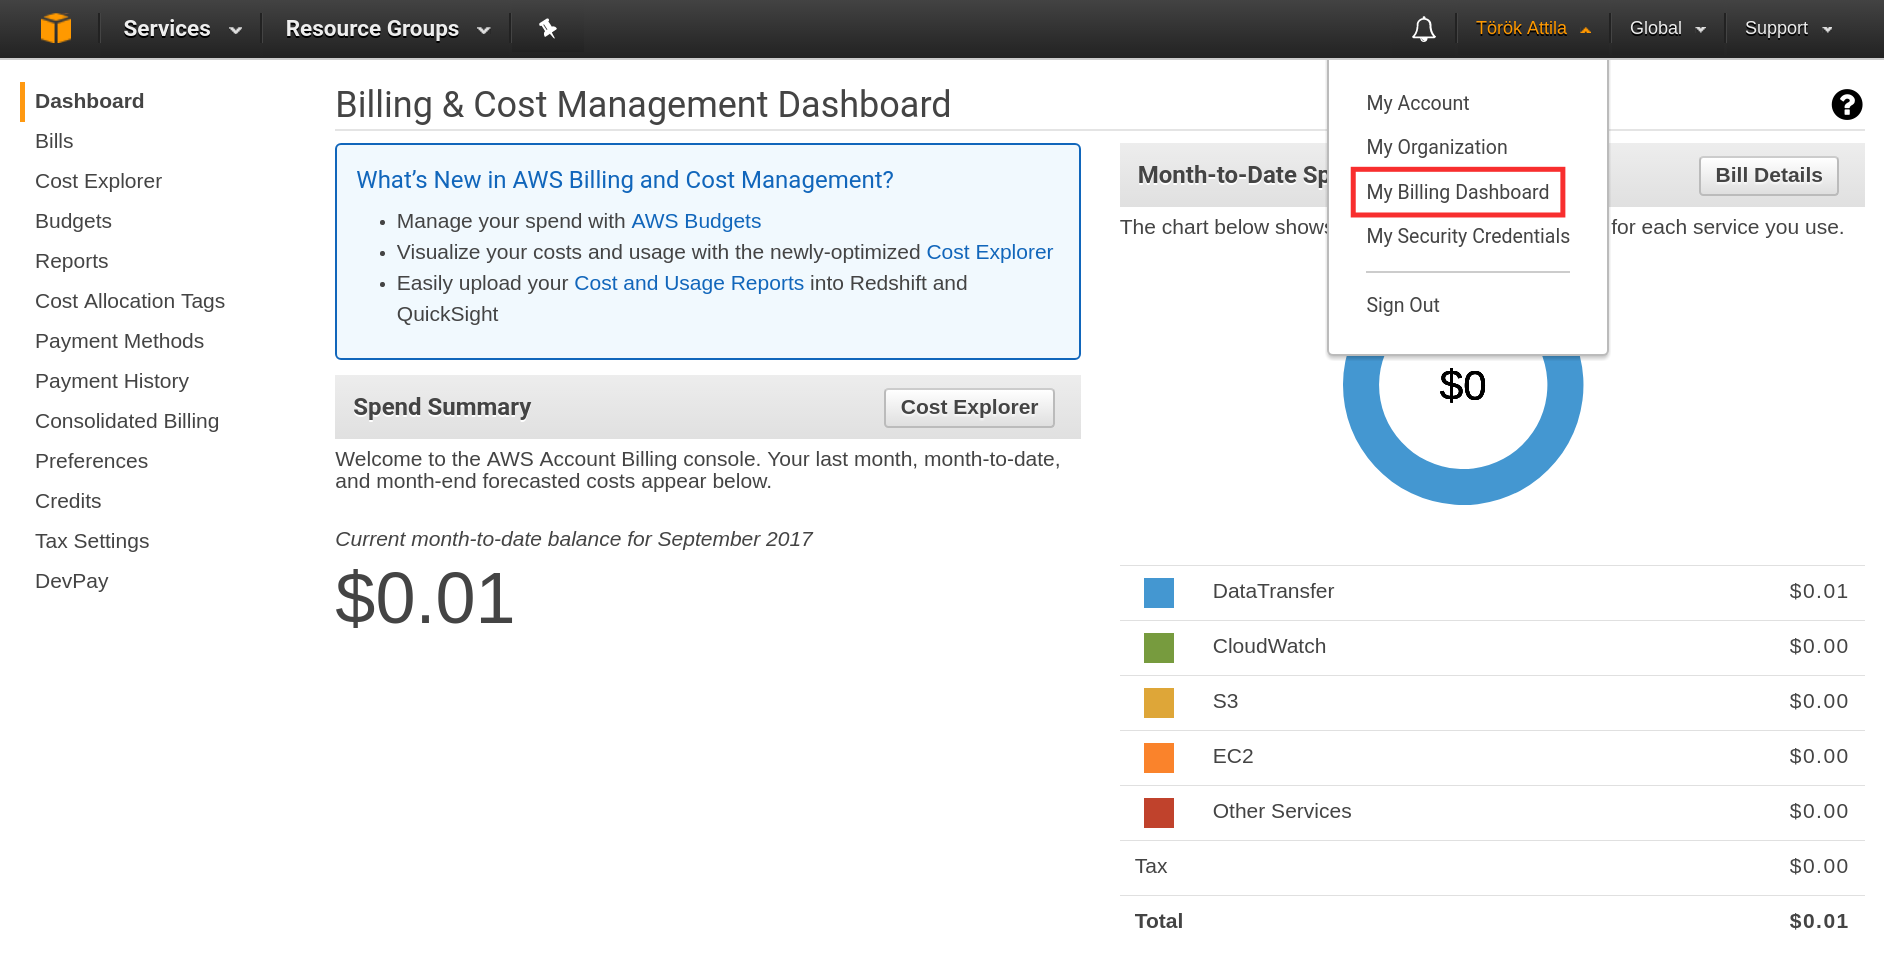 Services
Resource Groups
Török Attila
Global
Support
Dashboard
Bills
Cost Explorer
Budgets
Reports
Cost Allocation Tags
Payment Methods
Payment History
Consolidated Billing
Preferences
Credits
Tax Settings
DevPay
Billing & Cost Management Dashboard
What’s New in AWS Billing and Cost Management?
• Manage your spend with AWS Budgets
• Visualize your costs and usage with the newly-optimized Cost Explorer
• Easily upload your Cost and Usage Reports into Redshift and
QuickSight
Spend Summary
Cost Explorer
Welcome to the AWS Account Billing console. Your last month, month-to-date,
and month-end forecasted costs appear below.
Current month-to-date balance for September 2017
$0.01
My Account
My Organization
My Billing Dashboard
My Security Credentials
Sign Out
?
Month-to-Date Sp
Bill Details
The chart below shows for each service you use.
$0
DataTransfer $0.01
CloudWatch $0.00
S3 $0.00
EC2 $0.00
Other Services $0.00
Tax $0.00
Total $0.01